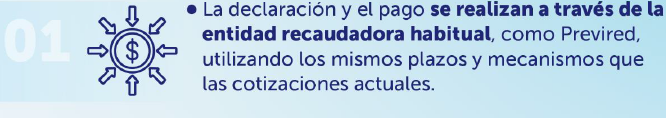 01
● La declaración y el pago se realizan a través de la
entidad recaudadora habitual, como Previred,
utilizando los mismos plazos y mecanismos que
las cotizaciones actuales.
$